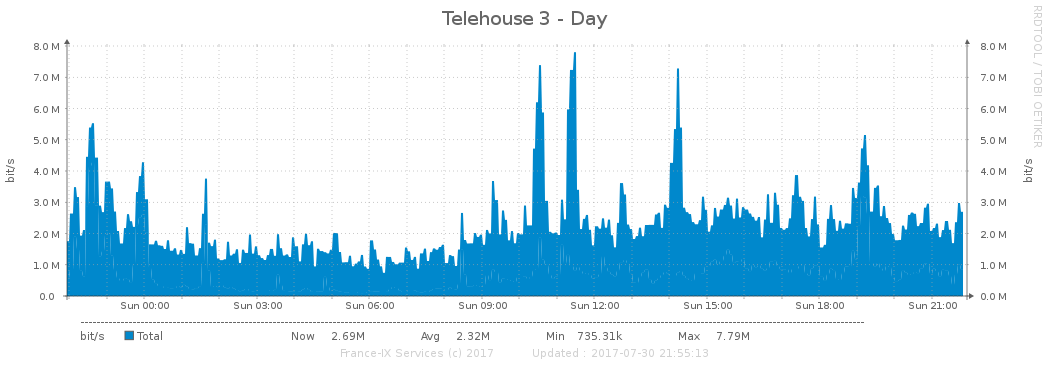 Telehouse 3 - Day
RRDTOOL / TOBI OETIKER
8.0 M 8.0 M
7.0 M 7.0 M
6.0 M 6.0 M
5.0 M 5.0 M
4.0 M 4.0 M
3.0 M 3.0 M
2.0 M 2.0 M
1.0 M 1.0 M
0.0 0.0 M
bit/s
bit/s
Sun 00:00 Sun 03:00 Sun 06:00 Sun 09:00 Sun 12:00 Sun 15:00 Sun 18:00 Sun 21:00
bit/s Total Now 2.69M Avg 2.32M Min 735.31k Max 7.79M
France-IX Services (c) 2017 Updated : 2017-07-30 21:55:13